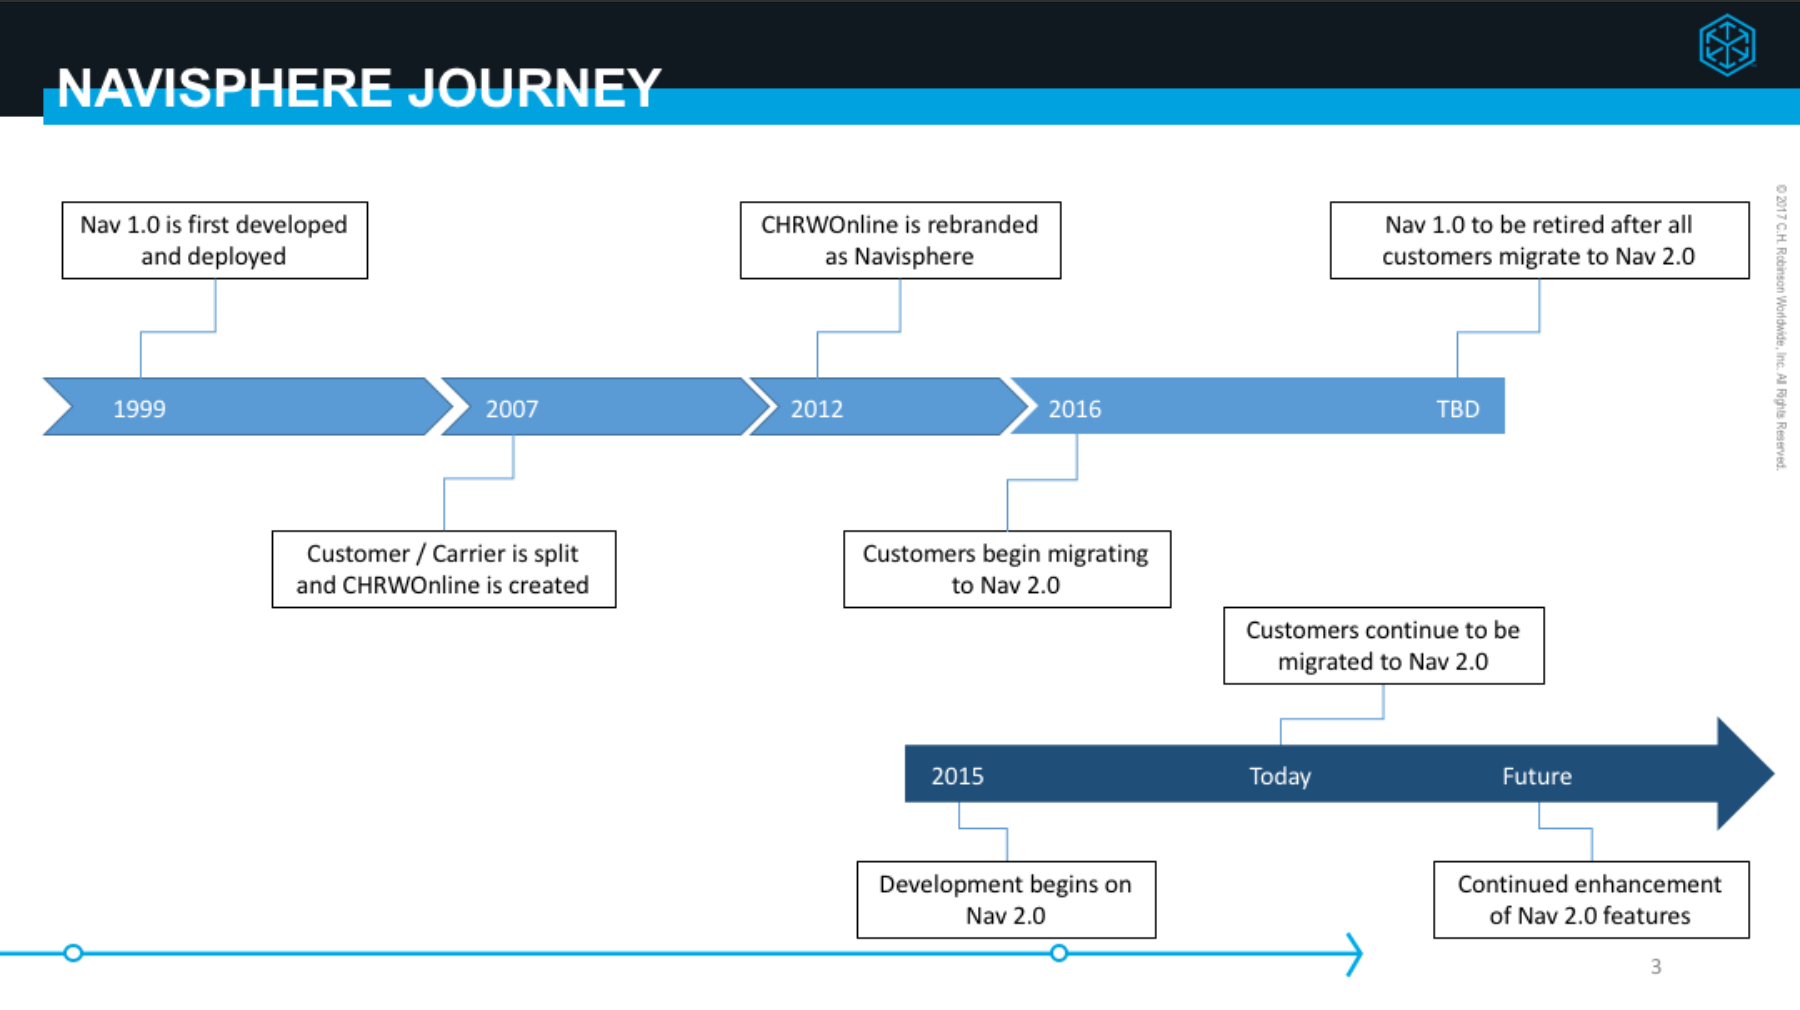 NAVISPHERE JOURNEY
Nav 1.0 is first developed
and deployed
CHRWOnline is rebranded
as Navisphere
Nav 1.0 to be retired after all
customers migrate to Nav 2.0
1999
2007
2012
2016
TBD
Customer / Carrier is split
and CHRWOnline is created
Customers begin migrating
to Nav 2.0
Customers continue to be
migrated to Nav 2.0
2015
Today
Future
Development begins on
Nav 2.0
Continued enhancement
of Nav 2.0 features
3
© 2017 C.H. Robinson Worldwide, Inc. All Rights Reserved.